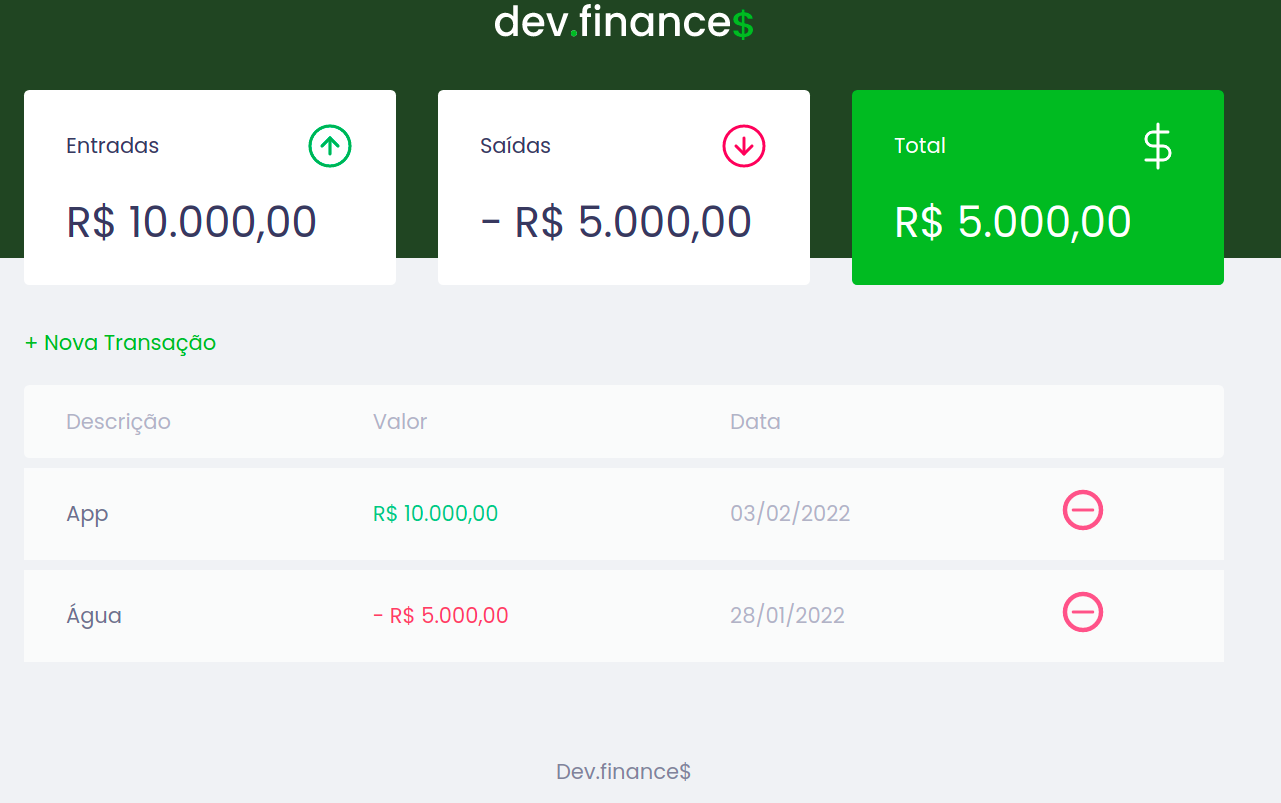 dev.finance$
Entradas
R$ 10.000,00
Saídas
- R$ 5.000,00
Total
$
R$ 5.000,00
+ Nova Transação
Descrição Valor Data
App R$ 10.000,00 03/02/2022
Água - R$ 5.000,00 28/01/2022
Dev.finance$